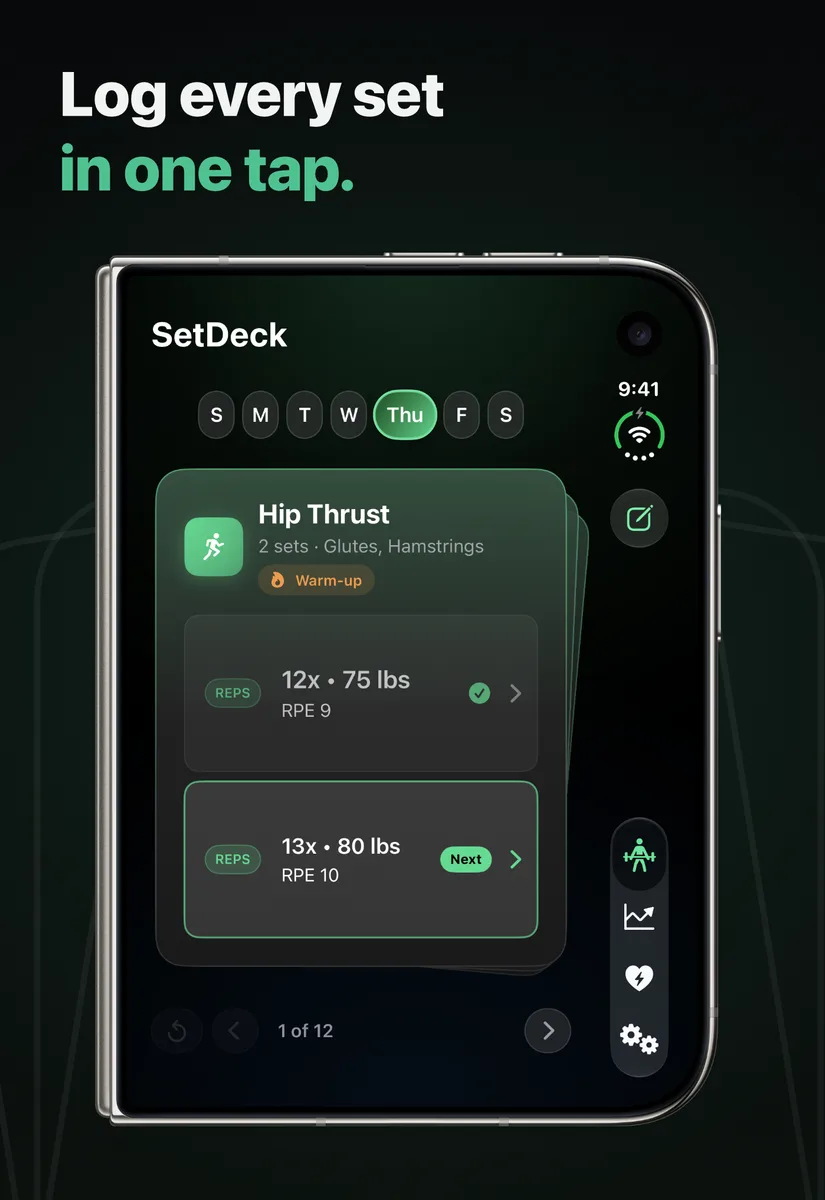 Log every set
in one tap.
SetDeck
9:41
S M T W Thu F S
Hip Thrust
2 sets · Glutes, Hamstrings
Warm-up
REPS
12x • 75 lbs
RPE 9
REPS
13x • 80 lbs
RPE 10
Next
1 of 12